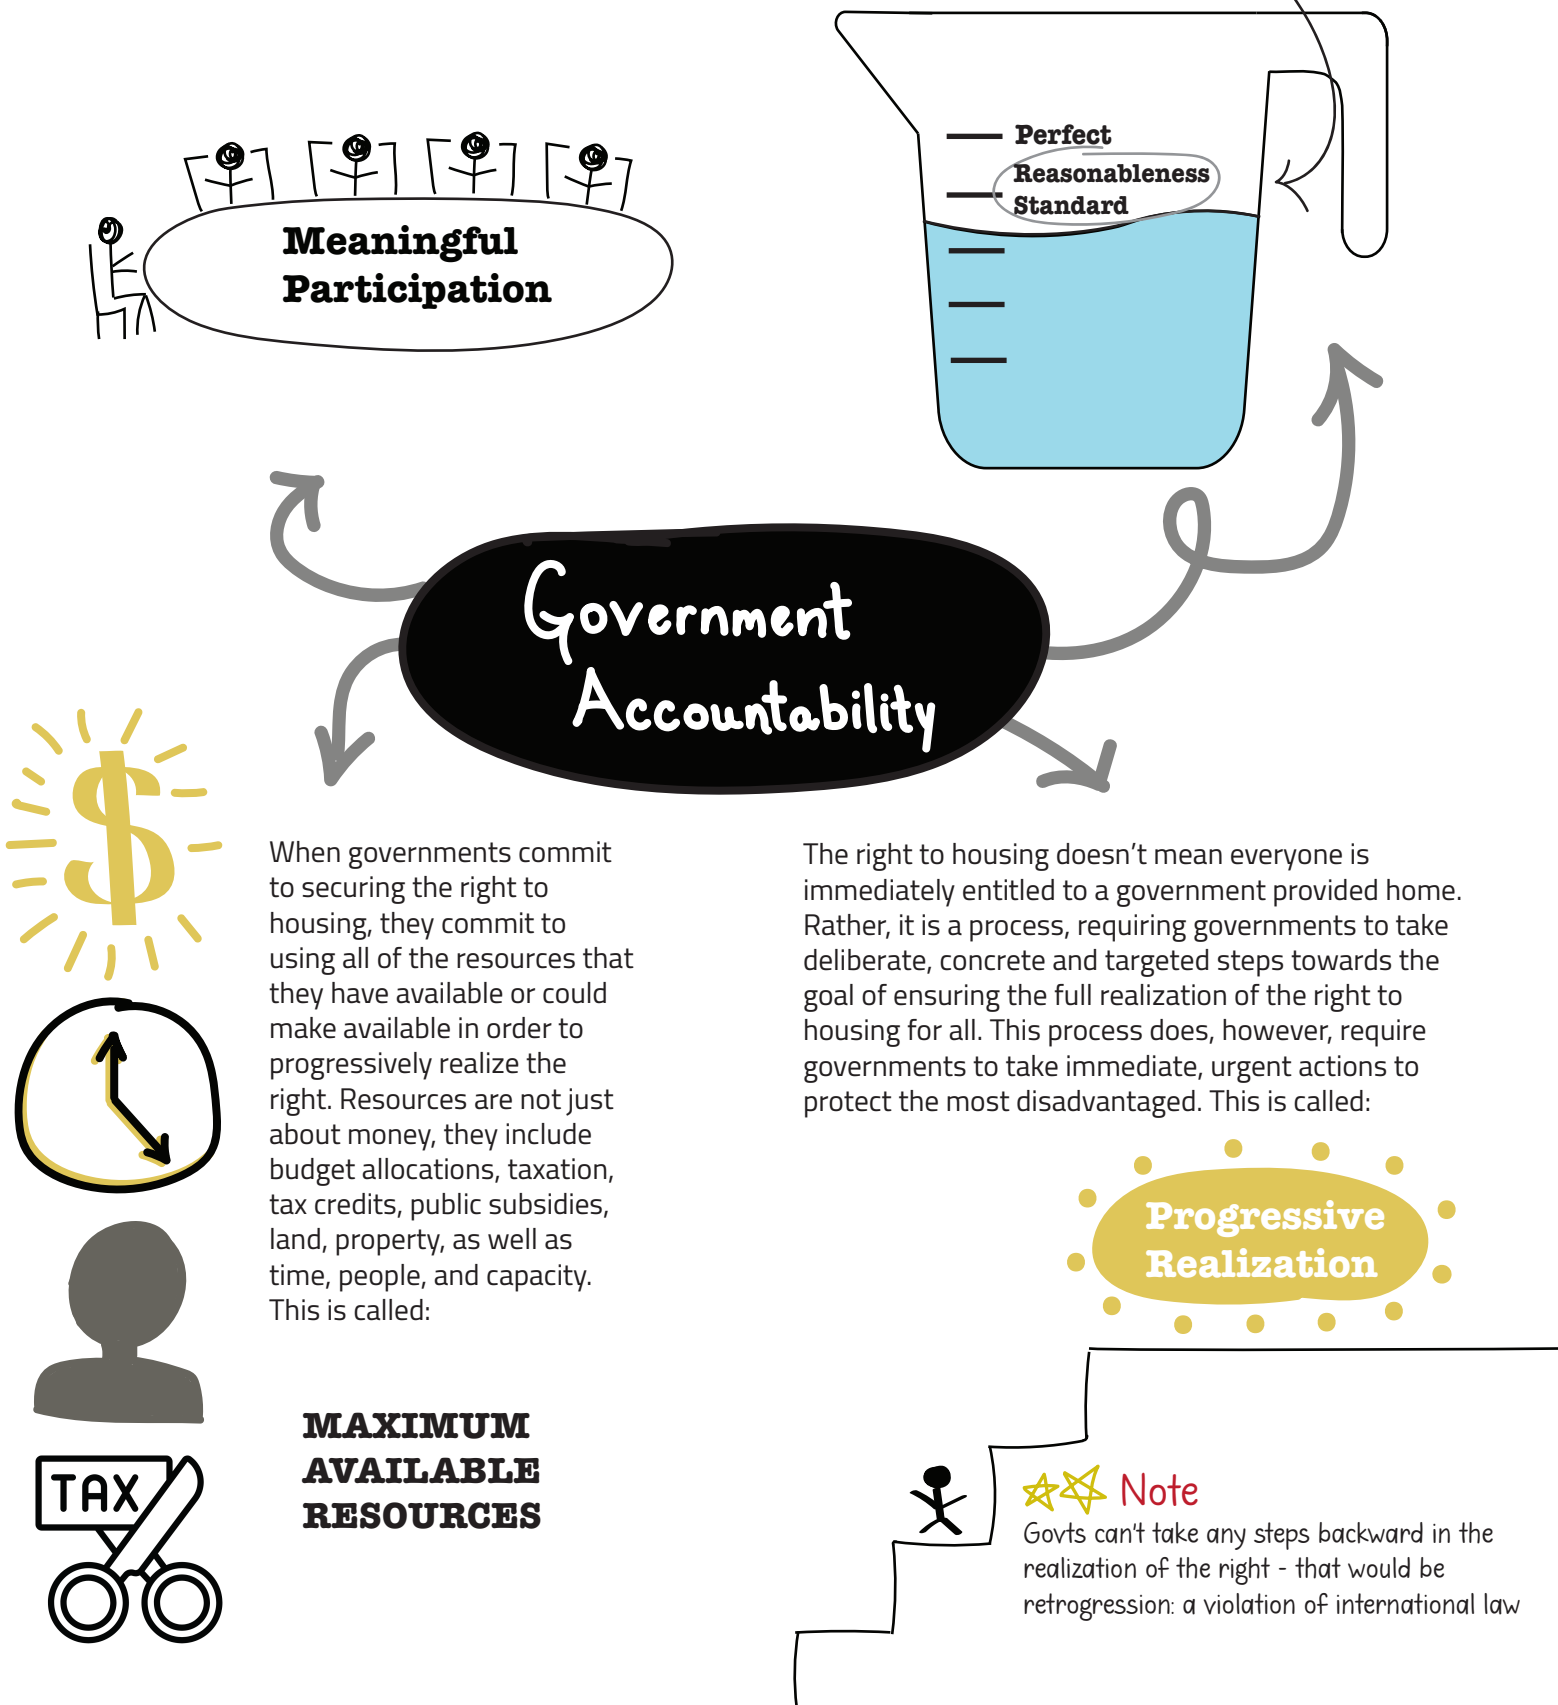 Perfect
Reasonableness
Standard
Meaningful
Participation
Government
Accountability
When governments commit
to securing the right to
housing, they commit to
using all of the resources that
they have available or could
make available in order to
progressively realize the
right. Resources are not just
about money, they include
budget allocations, taxation,
tax credits, public subsidies,
land, property, as well as
time, people, and capacity.
This is called:
MAXIMUM
AVAILABLE
RESOURCES
$
TAX
The right to housing doesn’t mean everyone is
immediately entitled to a government provided home.
Rather, it is a process, requiring governments to take
deliberate, concrete and targeted steps towards the
goal of ensuring the full realization of the right to
housing for all. This process does, however, require
governments to take immediate, urgent actions to
protect the most disadvantaged. This is called:
Progressive
Realization
Note
Govts can't take any steps backward in the
realization of the right - that would be
retrogression: a violation of international law